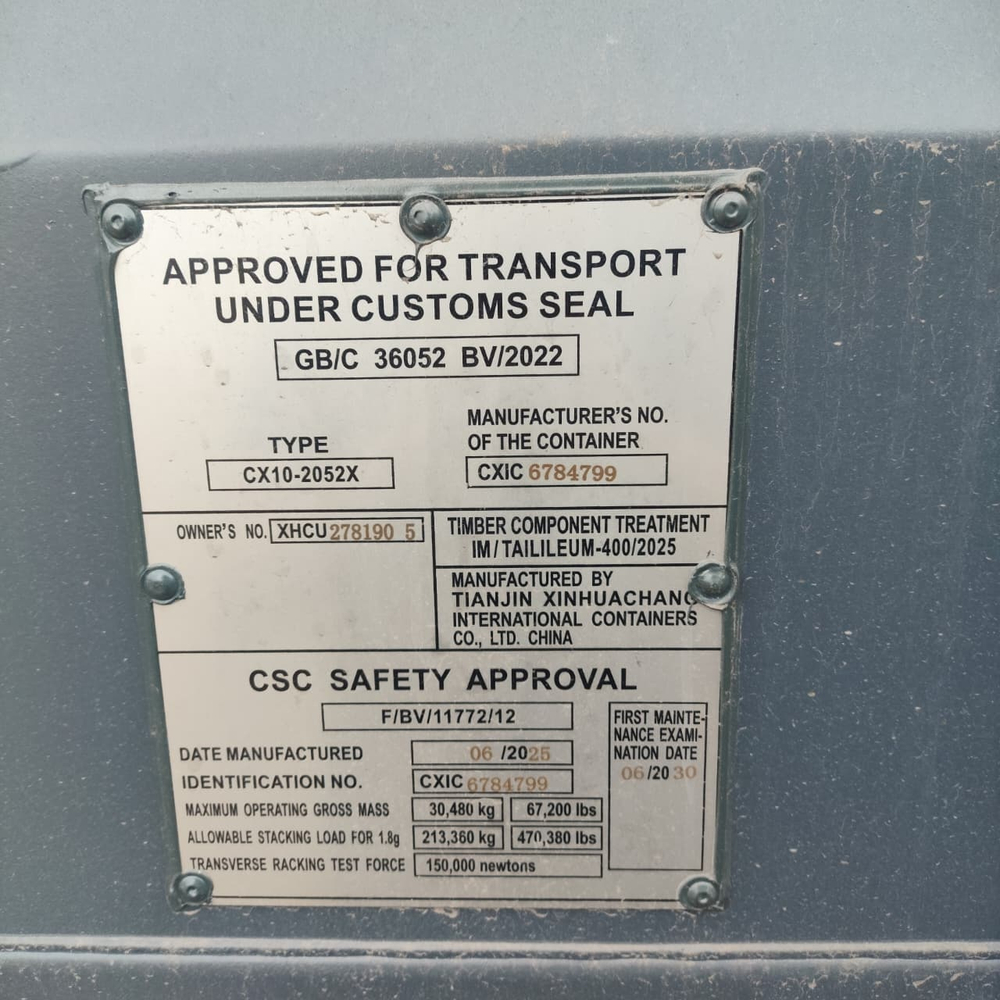 APPROVED FOR TRANSPORT
UNDER CUSTOMS SEAL
GB/C 36052 BV/2022
TYPE
CX10-2052X
MANUFACTURER'S NO.
OF THE CONTAINER
CXIC 6784799
OWNER'S NO. XHCU 278190 5
TIMBER COMPONENT TREATMENT
IM/TAILILEUM-400/2025
MANUFACTURED BY
TIANJIN XINHUACHANG
INTERNATIONAL CONTAINERS
CO., LTD. CHINA
CSC SAFETY APPROVAL
F/BV/11772/12
DATE MANUFACTURED 06 /2025
IDENTIFICATION NO. CXIC 6784799
MAXIMUM OPERATING GROSS MASS 30,480 kg 67,200 lbs
ALLOWABLE STACKING LOAD FOR 1.8g 213,360 kg 470,380 lbs
TRANSVERSE RACKING TEST FORCE 150,000 newtons
FIRST MAINTE-
NANCE EXAMI-
NATION DATE
06/20 30